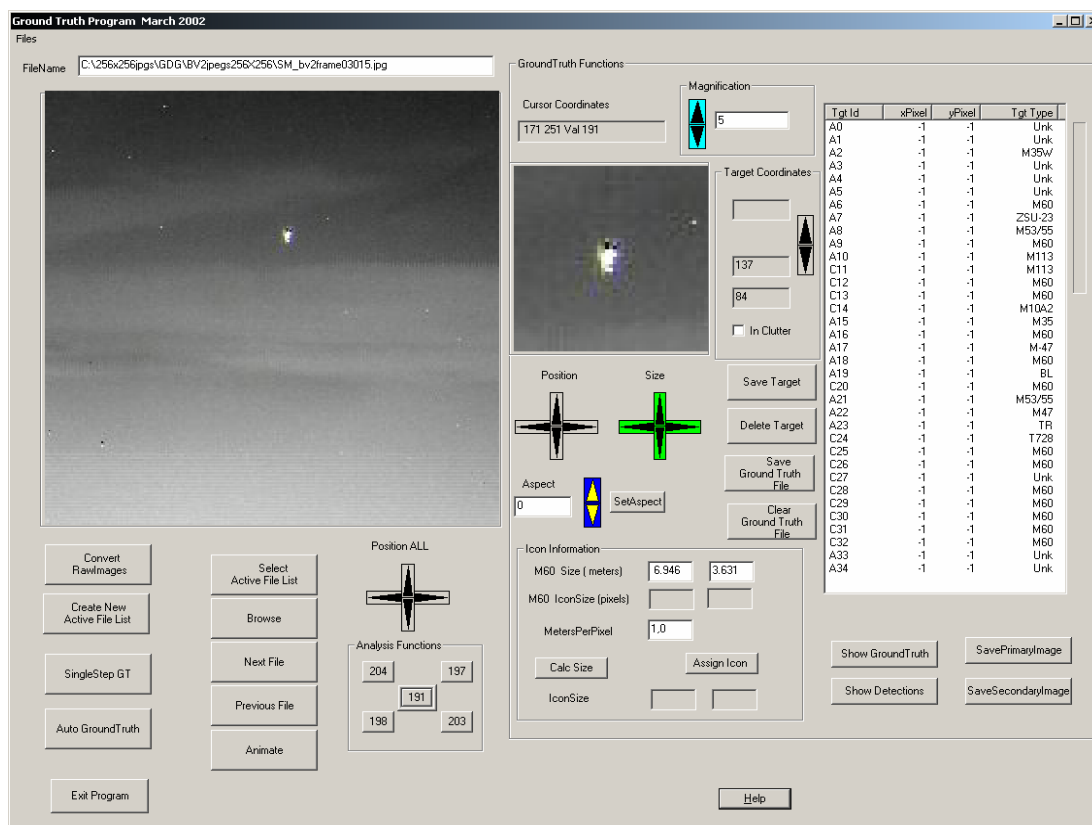 Ground Truth Program March 2002
Files
FileName C:\256x256jpgs\GDG\BV2jpegs256X256\SM_bv2frame03015.jpg
GroundTruth Functions
Cursor Coordinates
171 251 Val 191
Magnification
5
Target Coordinates
137
84
In Clutter
Position Size
Save Target
Delete Target
Save
Ground Truth
File
Clear
Ground Truth
File
Aspect
0
SetAspect
Tgt Id xPixel yPixel Tgt Type
A0 -1 -1 Unk
A1 -1 -1 Unk
A2 -1 -1 M35W
A3 -1 -1 Unk
A4 -1 -1 Unk
A5 -1 -1 Unk
A6 -1 -1 M60
A7 -1 -1 ZSU-23
A8 -1 -1 M53/55
A9 -1 -1 M60
A10 -1 -1 M113
C11 -1 -1 M113
C12 -1 -1 M60
C13 -1 -1 M60
C14 -1 -1 M10A2
A15 -1 -1 M35
A16 -1 -1 M60
A17 -1 -1 M-47
A18 -1 -1 M60
A19 -1 -1 BL
C20 -1 -1 M60
A21 -1 -1 M53/55
A22 -1 -1 M47
A23 -1 -1 TR
C24 -1 -1 T728
C25 -1 -1 M60
C26 -1 -1 M60
C27 -1 -1 Unk
C28 -1 -1 M60
C29 -1 -1 M60
C30 -1 -1 M60
C31 -1 -1 M60
C32 -1 -1 M60
A33 -1 -1 Unk
A34 -1 -1 Unk
Convert
RawImages
Create New
Active File List
SingleStep GT
Auto GroundTruth
Exit Program
Select
Active File List
Browse
Next File
Previous File
Animate
Position ALL
Analysis Functions
204 197
191
198 203
Icon Information
M60 Size ( meters) 6.946 3.631
M60 IconSize (pixels)
MetersPerPixel 1,0
Calc Size Assign Icon
IconSize
Show GroundTruth SavePrimaryImage
Show Detections SaveSecondaryImage
Help